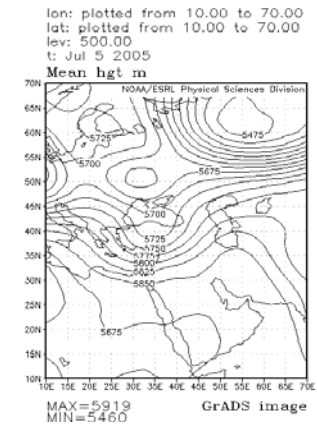 lon: plotted from 10.00 to 70.00
lat: plotted from 10.00 to 70.00
lev: 500.00
t: Jul 5 2005
Mean hgt m
NOAA/ESRL Physical Sciences Division
70N
65N
60N
55N
50N
45N
40N
35N
30N
25N
20N
15N
10N
5475
5725
5700
5675
5700
5725
5750
5775
5800
5825
5850
5875
10E 15E 20E 25E 30E 35E 40E 45E 50E 55E 60E 65E 70E
MAX=5919
MIN=5460
GrADS image